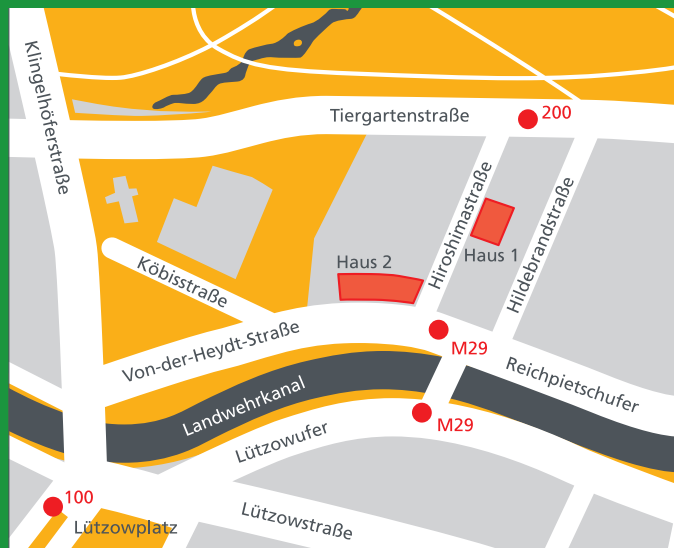 Klingelhöferstraße
Tiergartenstraße
200
Hiroshimastraße
Hildebrandstraße
Haus 1
Haus 2
Köbisstraße
Von-der-Heydt-Straße
M29
Reichpietschufer
Landwehrkanal
M29
Lützowufer
100
Lützowplatz
Lützowstraße